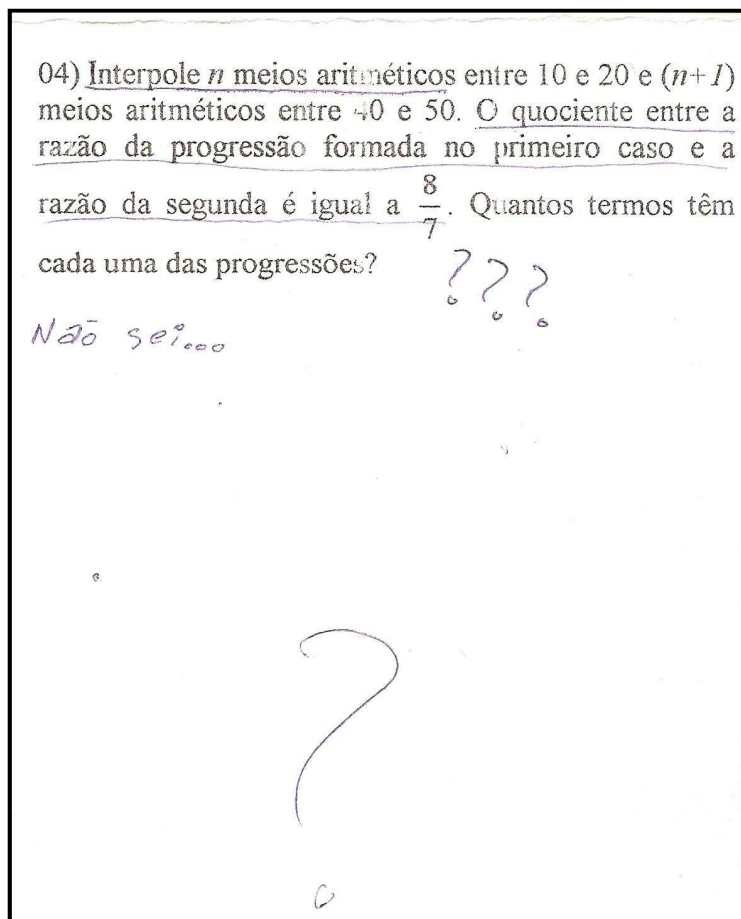 04) Interpole n meios aritméticos entre 10 e 20 e (n+1)
meios aritméticos entre 40 e 50. O quociente entre a
razão da progressão formada no primeiro caso e a
razão da segunda é igual a 8/7. Quantos termos têm
cada uma das progressões? ???
Não sei...
?